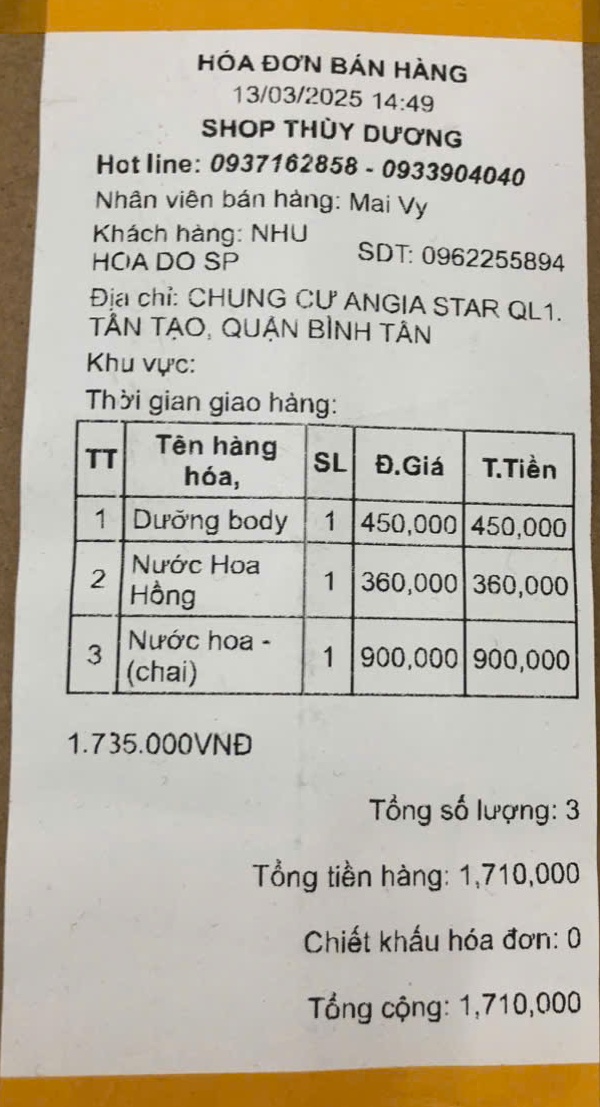 HÓA ĐƠN BÁN HÀNG
13/03/2025 14:49
SHOP THÙY DƯƠNG
Hot line: 0937162858 - 0933904040
Nhân viên bán hàng: Mai Vy
Khách hàng: NHU
HOA DO SP SDT: 0962255894
Địa chỉ: CHUNG CƯ ANGIA STAR QL1.
TÂN TẠO, QUẬN BÌNH TÂN
Khu vực:
Thời gian giao hàng:
TT Tên hàng hóa, SL Đ.Giá T.Tiền
1 Dưỡng body 1 450,000 450,000
2 Nước Hoa Hồng 1 360,000 360,000
3 Nước hoa - (chai) 1 900,000 900,000
1.735.000VNĐ
Tổng số lượng: 3
Tổng tiền hàng: 1,710,000
Chiết khấu hóa đơn: 0
Tổng cộng: 1,710,000